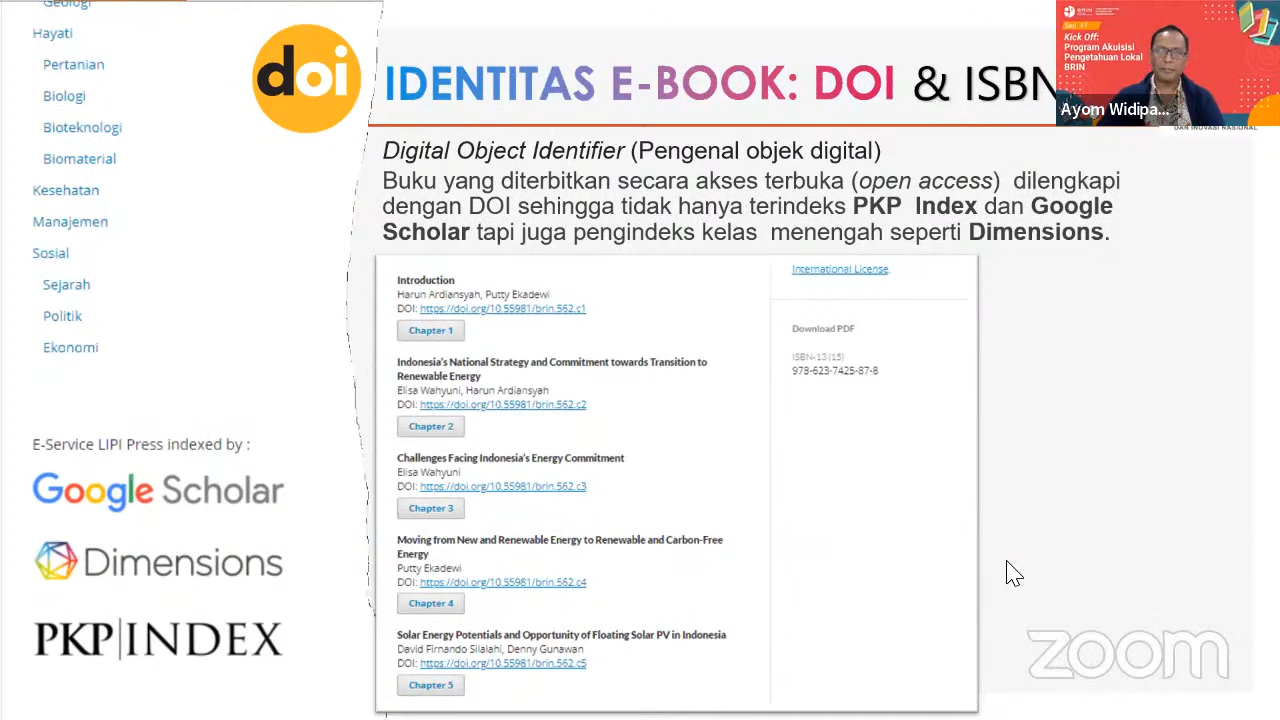 Geologi
Hayati
Pertanian
Biologi
Bioteknologi
Biomaterial
Kesehatan
Manajemen
Sosial
Sejarah
Politik
Ekonomi
E-Service LIPI Press indexed by :
Google Scholar
Dimensions
PKP|INDEX
doi
IDENTITAS E-BOOK: DOI & ISBN
Digital Object Identifier (Pengenal objek digital)
Buku yang diterbitkan secara akses terbuka (open access) dilengkapi
dengan DOI sehingga tidak hanya terindeks PKP Index dan Google
Scholar tapi juga pengindeks kelas menengah seperti Dimensions.
Introduction
Harun Ardiansyah, Putty Ekadewi
DOI: https://doi.org/10.55981/brin.562.c1
Chapter 1
Indonesia's National Strategy and Commitment towards Transition to
Renewable Energy
Elisa Wahyuni, Harun Ardiansyah
DOI: https://doi.org/10.55981/brin.562.c2
Chapter 2
Challenges Facing Indonesia's Energy Commitment
Elisa Wahyuni
DOI: https://doi.org/10.55981/brin.562.c3
Chapter 3
Moving from New and Renewable Energy to Renewable and Carbon-Free
Energy
Putty Ekadewi
DOI: https://doi.org/10.55981/brin.562.c4
Chapter 4
Solar Energy Potentials and Opportunity of Floating Solar PV in Indonesia
David Firnando Silalahi, Denny Gunawan
DOI: https://doi.org/10.55981/brin.562.c5
Chapter 5
International License.
Download PDF
ISBN-13 (15)
978-623-7425-87-8
BRIN
Sesi #1
Kick Off:
Program Akuisisi
Pengetahuan Lokal
BRIN
Ayom Widipa...
DAN INOVASI NASIONAL
zoom